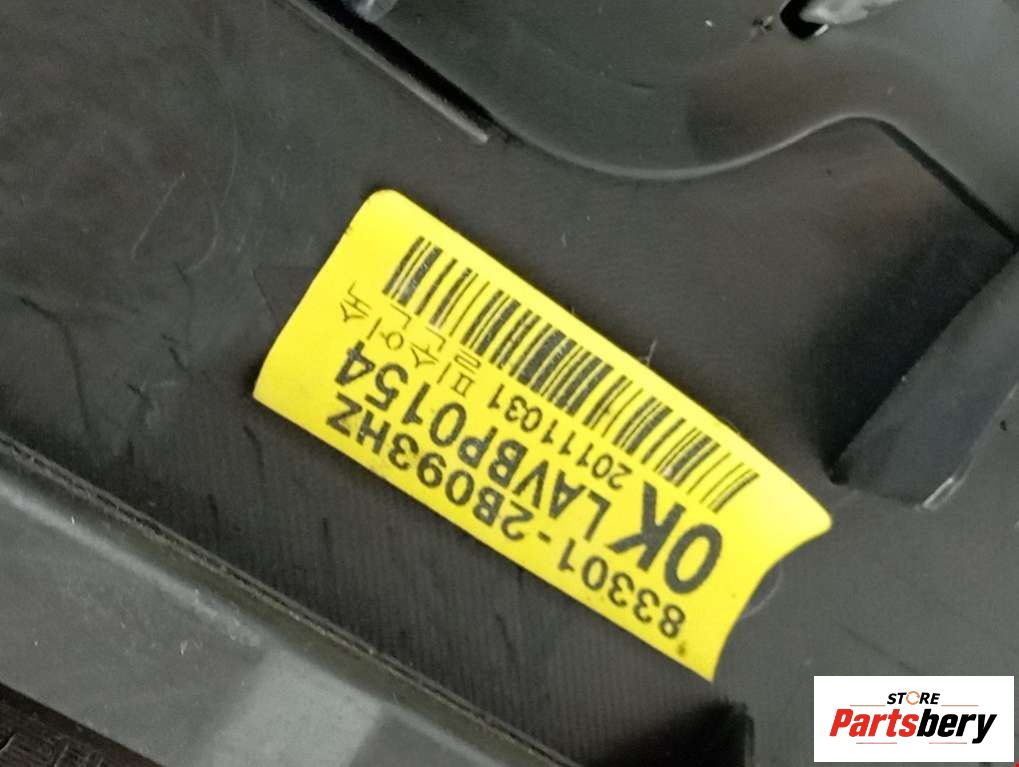 83301-2B093HZ
OK LAVBP0154
20111031
STORE
Partsbery